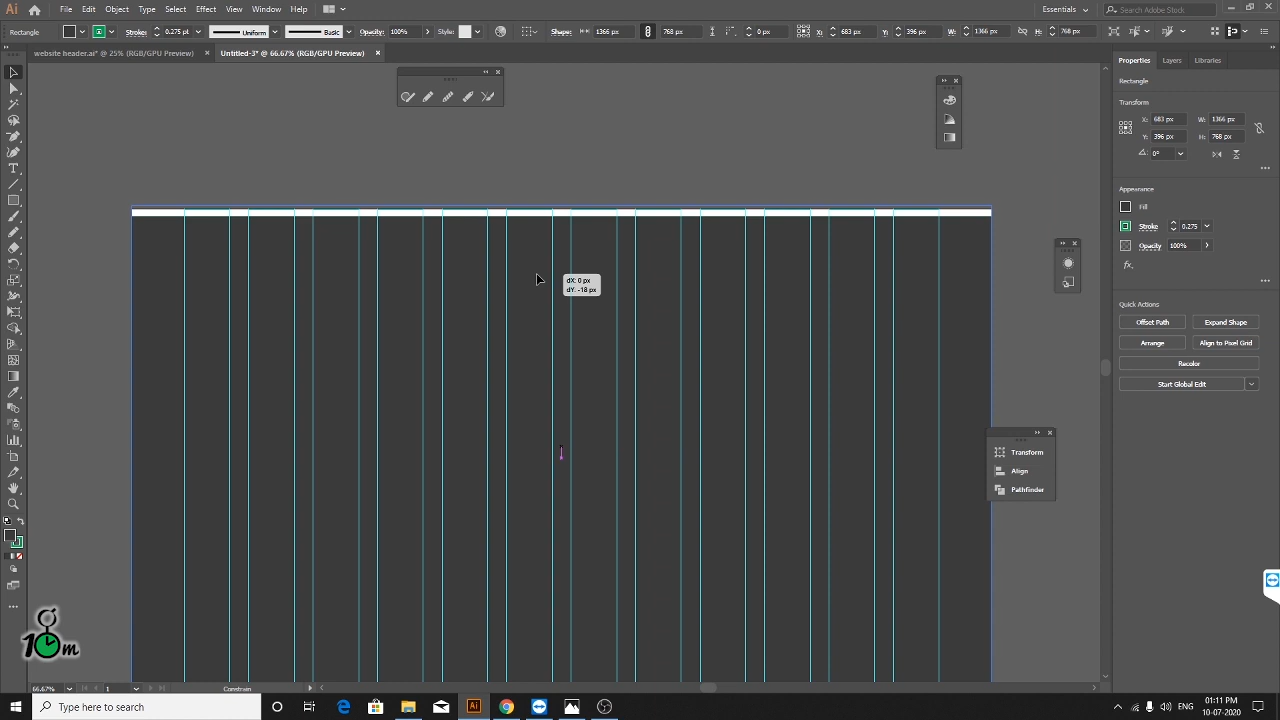 Ai File Edit Object Type Select Effect View Window Help Essentials Search Adobe Stock
Rectangle Stroke: 0.275 px Uniform Basic Opacity: 100% Style: Shape: 1366 px 768 px 0 px X: 683 px Y: 396 px W: 1366 px H: 768 px
website header.ai* @ 25% (RGB/GPU Preview) × Untitled-3* @ 66.67% (RGB/GPU Preview) ×
Properties Layers Libraries
Rectangle
Transform
X: 683 px W: 1366 px
Y: 396 px H: 768 px
0°
Appearance
Fill
Stroke 0.275
Opacity 100%
fx
Quick Actions
Offset Path Expand Shape
Arrange Align to Pixel Grid
Recolor
Start Global Edit
dX: 0 px
dY: -18 px
Transform
Align
Pathfinder
10m
66.67% 1 Constrain
Type here to search
Ai
ENG
01:11 PM
10-07-2020